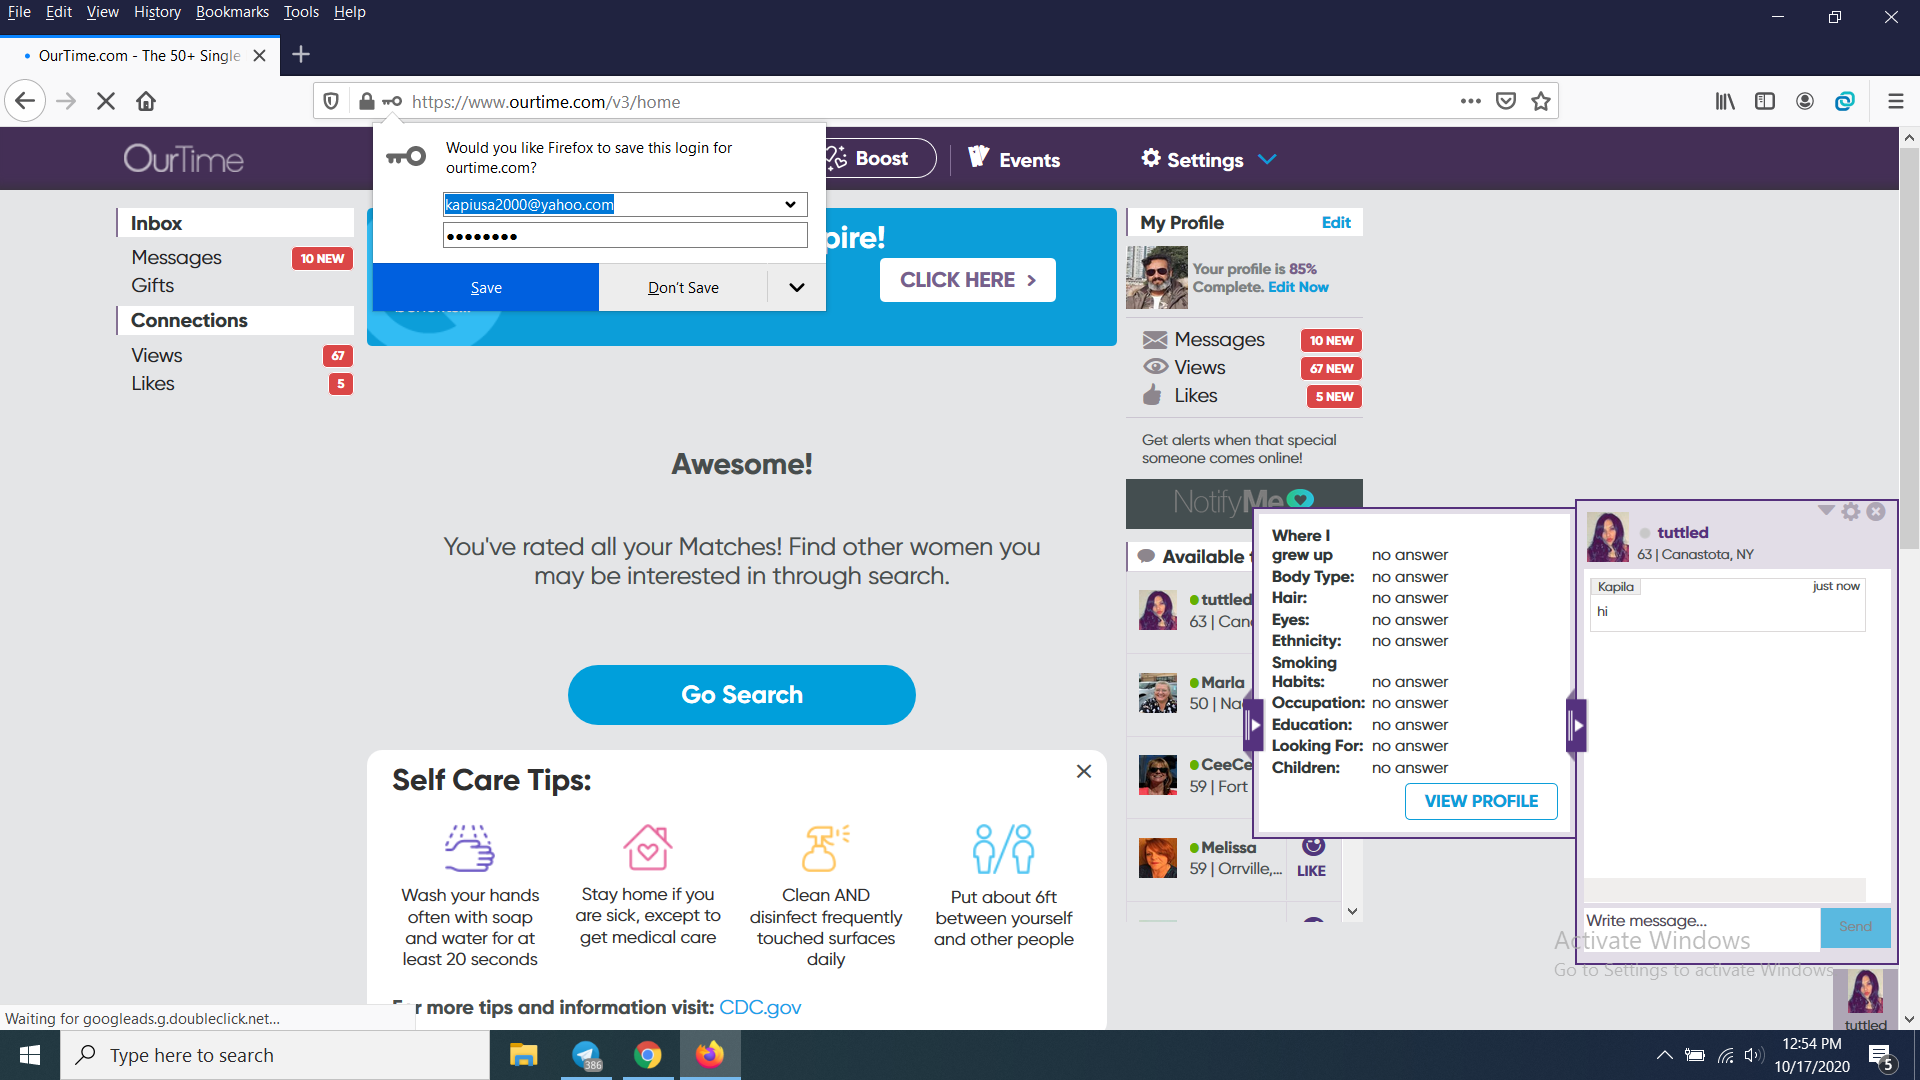 File Edit View History Bookmarks Tools Help
OurTime.com - The 50+ Single
https://www.ourtime.com/v3/home
Would you like Firefox to save this login for
ourtime.com?
kapiusa2000@yahoo.com
Save
Don't Save
OurTime
Boost
Events
Settings
Inbox
Messages 10 NEW
Gifts
Connections
Views 67
Likes 5
pire!
CLICK HERE >
My Profile Edit
Your profile is 85%
Complete. Edit Now
Messages 10 NEW
Views 67 NEW
Likes 5 NEW
Get alerts when that special
someone comes online!
NotifyMe
Awesome!
You've rated all your Matches! Find other women you
may be interested in through search.
Go Search
Self Care Tips:
Wash your hands
often with soap
and water for at
least 20 seconds
Stay home if you
are sick, except to
get medical care
Clean AND
disinfect frequently
touched surfaces
daily
Put about 6ft
between yourself
and other people
r more tips and information visit: CDC.gov
Available
tuttled
63 | Can
Marla
50 | Na
CeeCe
59 | Fort
Melissa
59 | Orrville,...
LIKE
Where I
grew up no answer
Body Type: no answer
Hair: no answer
Eyes: no answer
Ethnicity: no answer
Smoking
Habits: no answer
Occupation: no answer
Education: no answer
Looking For: no answer
Children: no answer
VIEW PROFILE
tuttled
63 | Canastota, NY
Kapila just now
hi
Write message...
Send
Activate Windows
Go to Settings to activate Windows.
tuttled
Waiting for googleads.g.doubleclick.net...
Type here to search
386
12:54 PM
10/17/2020
5